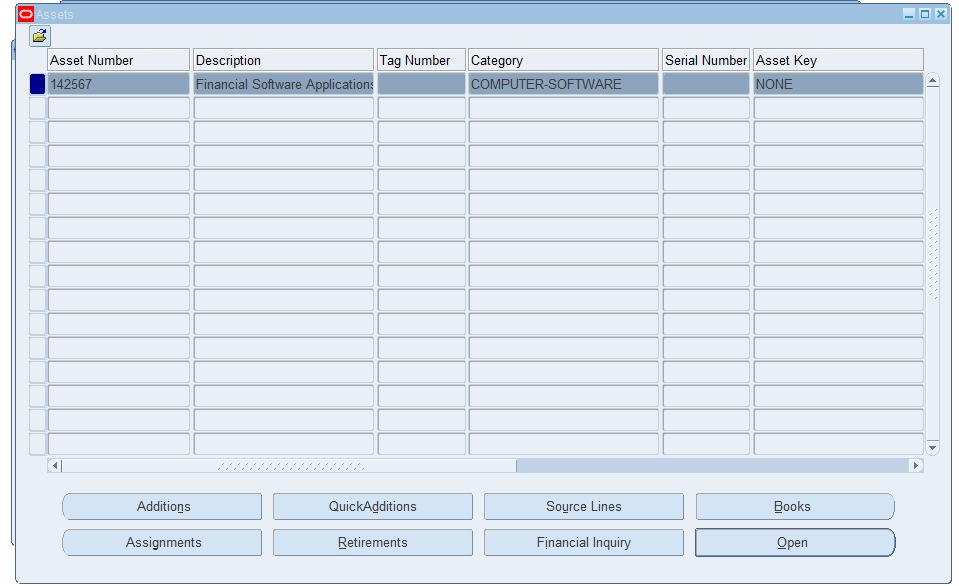 Assets
Asset Number Description Tag Number Category Serial Number Asset Key
142567 Financial Software Applications COMPUTER-SOFTWARE NONE
Additions QuickAdditions Source Lines Books
Assignments Retirements Financial Inquiry Open